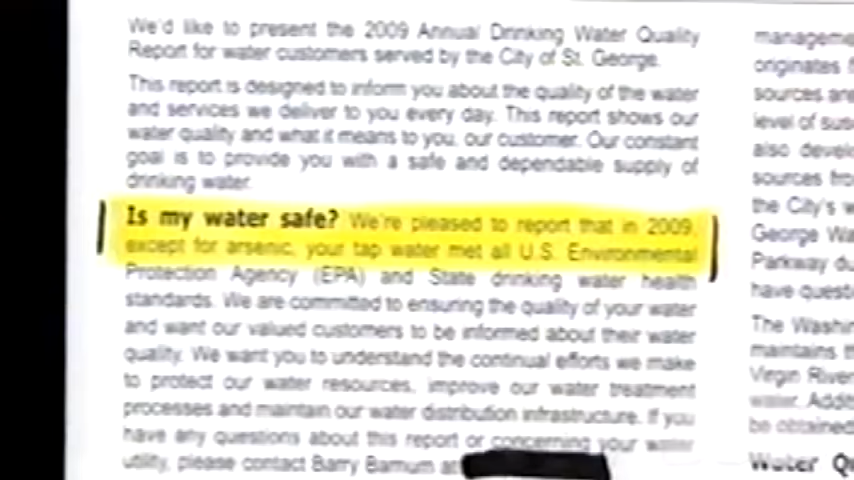 We'd like to present the 2009 Annual Drinking Water Quality
Report for water customers served by the City of St. George.
This report is designed to inform you about the quality of the water
and services we deliver to you every day. This report shows our
water quality and what it means to you, our customer. Our constant
goal is to provide you with a safe and dependable supply of
drinking water.
Is my water safe? We're pleased to report that in 2009,
except for arsenic, your tap water met all U.S. Environmental
Protection Agency (EPA) and State drinking water health
standards. We are committed to ensuring the quality of your water
and want our valued customers to be informed about their water
quality. We want you to understand the continual efforts we make
to protect our water resources, improve our water treatment
processes and maintain our water distribution infrastructure. If you
have any questions about this report or concerning your water
utility, please contact Barry Barnum at
manageme
originates f
sources are
level of sus
also develo
sources fro
the City's w
George Wa
Parkway du
have questi
The Washin
maintains th
Virgin River
water. Additi
be obtained
Water Qu